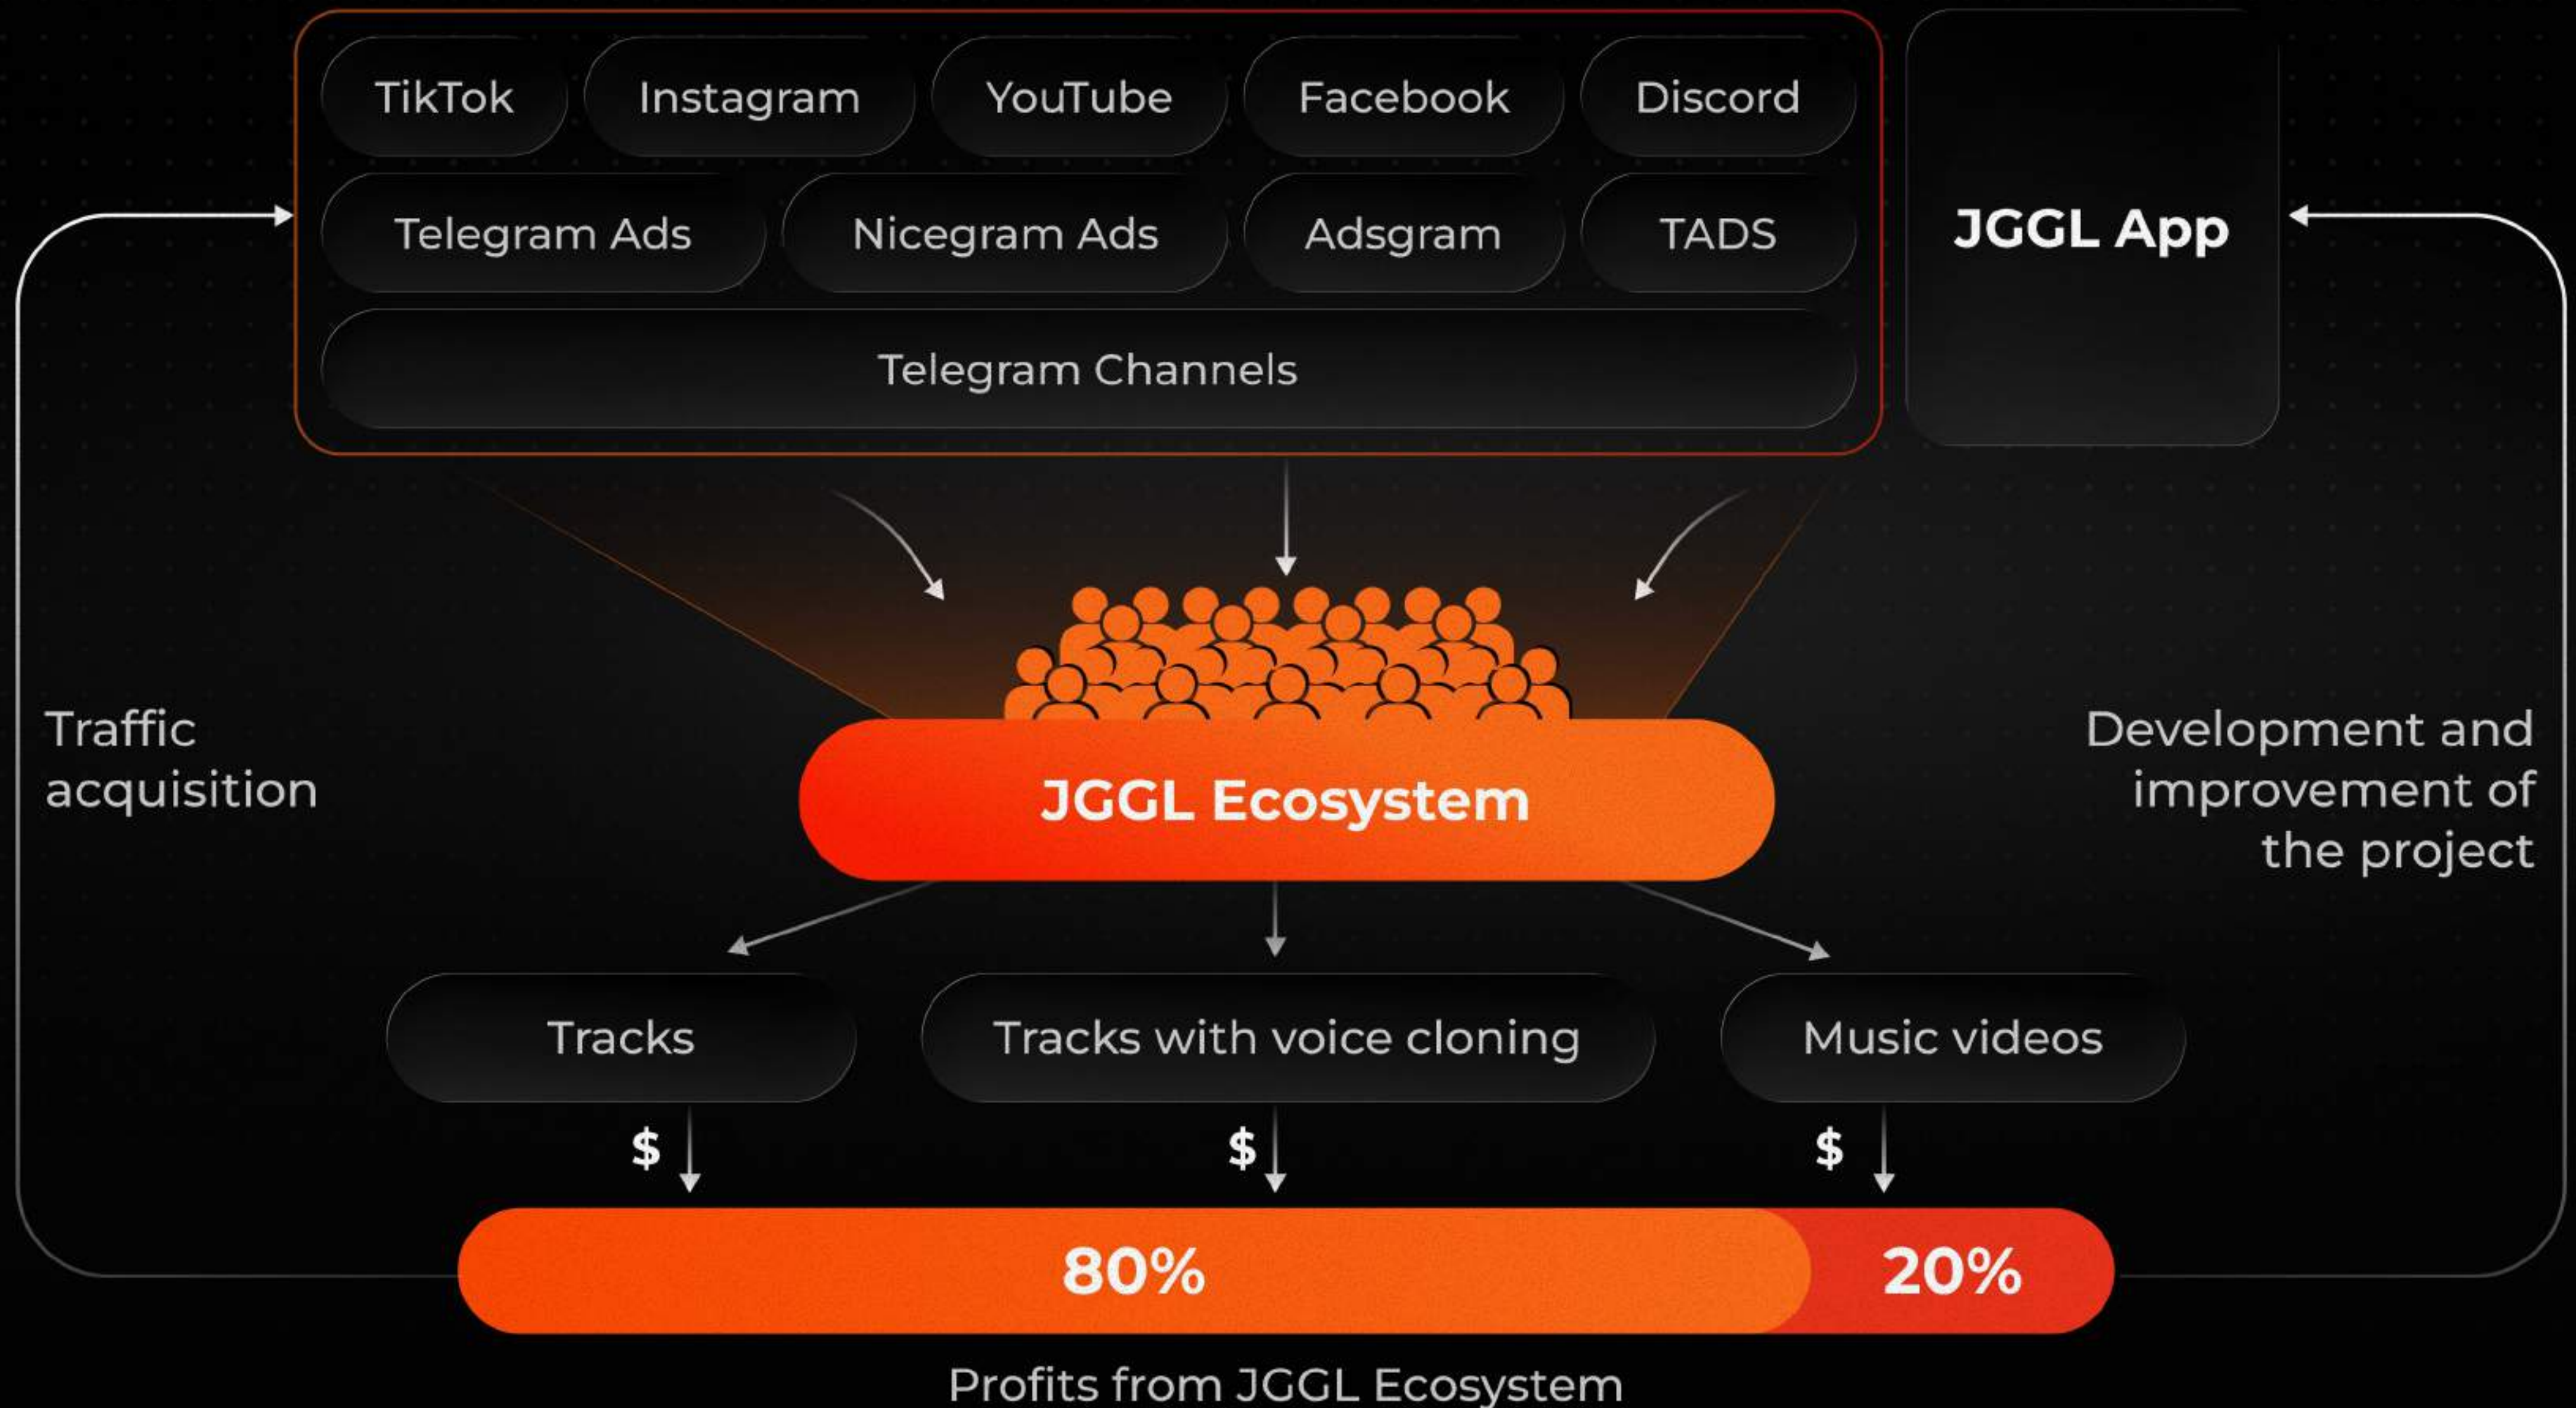 TikTok
Instagram
YouTube
Facebook
Discord
Telegram Ads
Nicegram Ads
Adsgram
TADS
Telegram Channels
JGGL App
Traffic
acquisition
JGGL Ecosystem
Development and
improvement of
the project
Tracks
Tracks with voice cloning
Music videos
$
$
$
80%
20%
Profits from JGGL Ecosystem